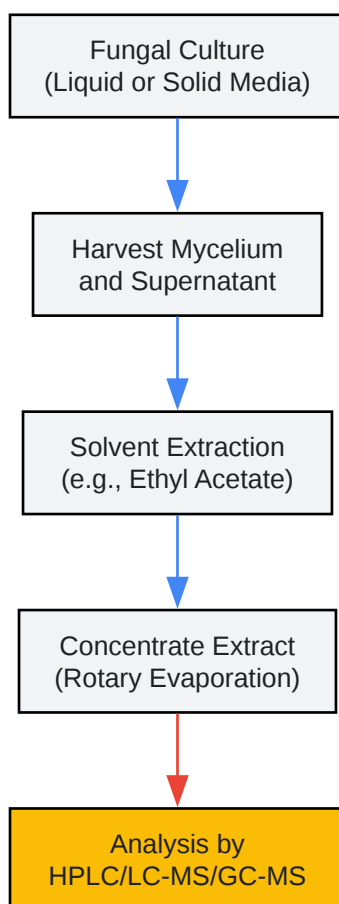 Fungal Culture
(Liquid or Solid Media)
Harvest Mycelium
and Supernatant
Solvent Extraction
(e.g., Ethyl Acetate)
Concentrate Extract
(Rotary Evaporation)
Analysis by
HPLC/LC-MS/GC-MS